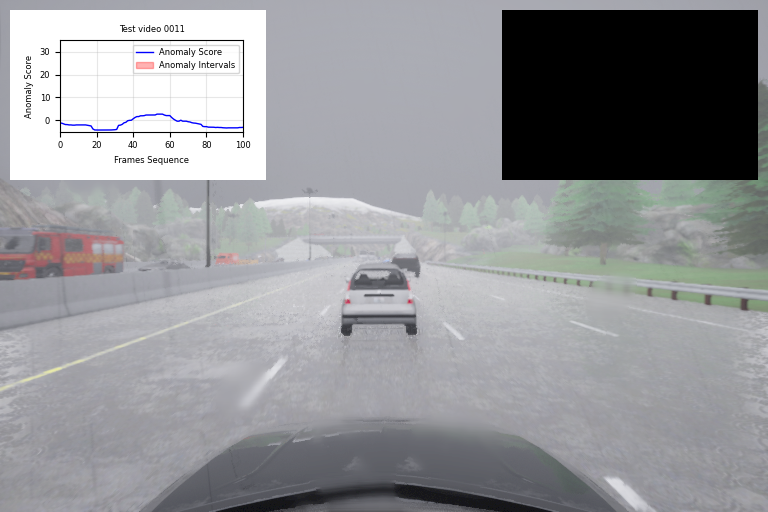 Test video 0011
Anomaly Score
30
20
10
0
Anomaly Score
Anomaly Intervals
0 20 40 60 80 100
Frames Sequence